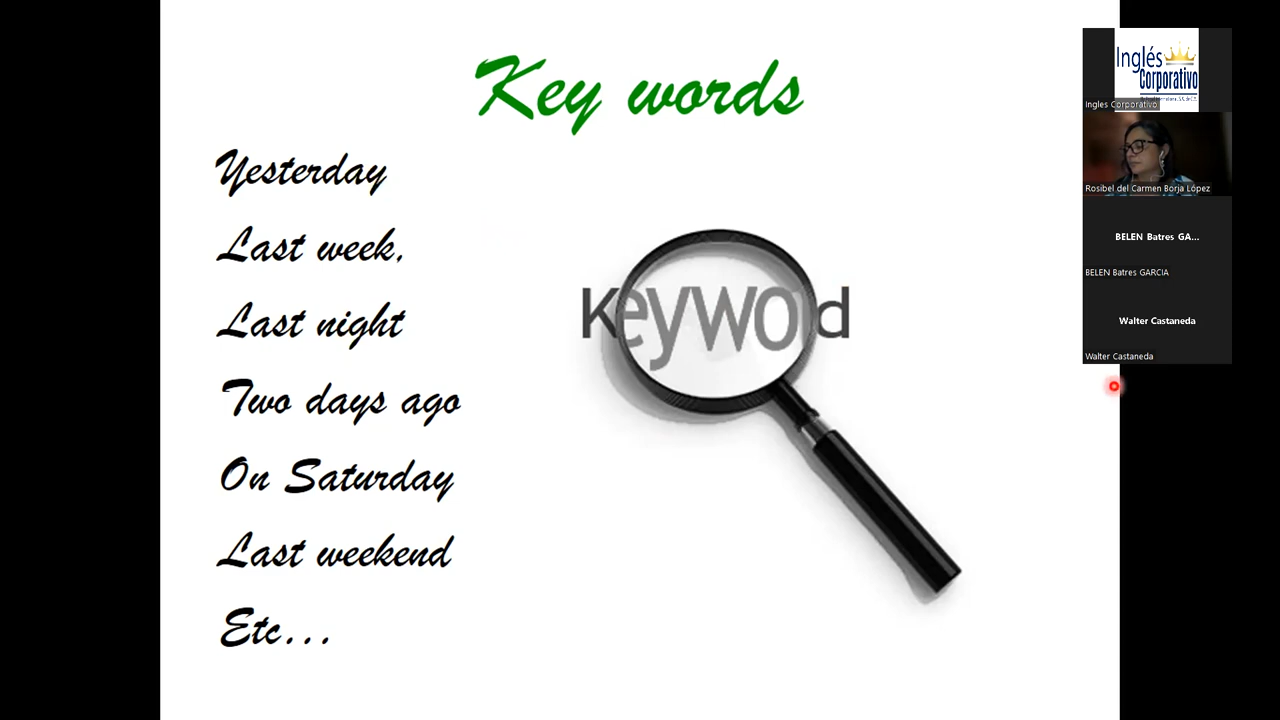 Key words
Yesterday
Last week,
Last night
Two days ago
On Saturday
Last weekend
Etc...
Keyword
Inglés
Corporativo
Ingles Corporativo
Rosibel del Carmen Borja López
BELEN Batres GA...
BELEN Batres GARCIA
Walter Castaneda
Walter Castaneda